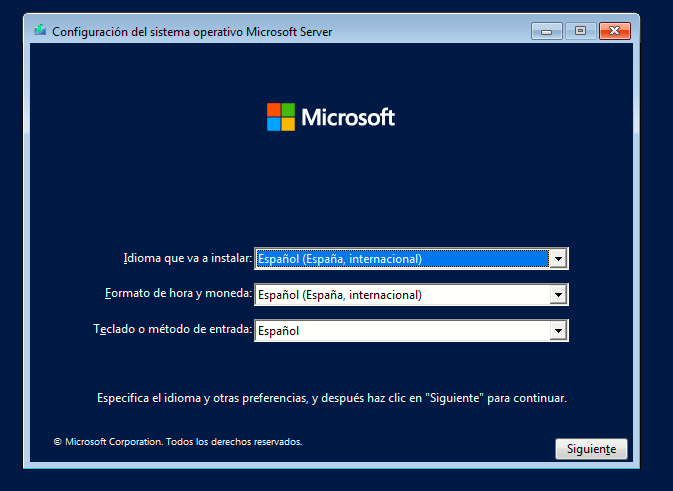 Configuración del sistema operativo Microsoft Server
Microsoft
Idioma que va a instalar: Español (España, internacional)
Formato de hora y moneda: Español (España, internacional)
Teclado o método de entrada: Español
Especifica el idioma y otras preferencias, y después haz clic en "Siguiente" para continuar.
© Microsoft Corporation. Todos los derechos reservados.
Siguiente